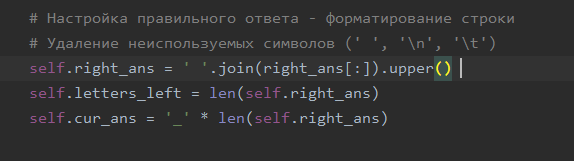 # Настройка правильного ответа - форматирование строки
# Удаление неиспользуемых символов (' ', '\n', '\t')
self.right_ans = ' '.join(right_ans[:]).upper()
self.letters_left = len(self.right_ans)
self.cur_ans = '_' * len(self.right_ans)